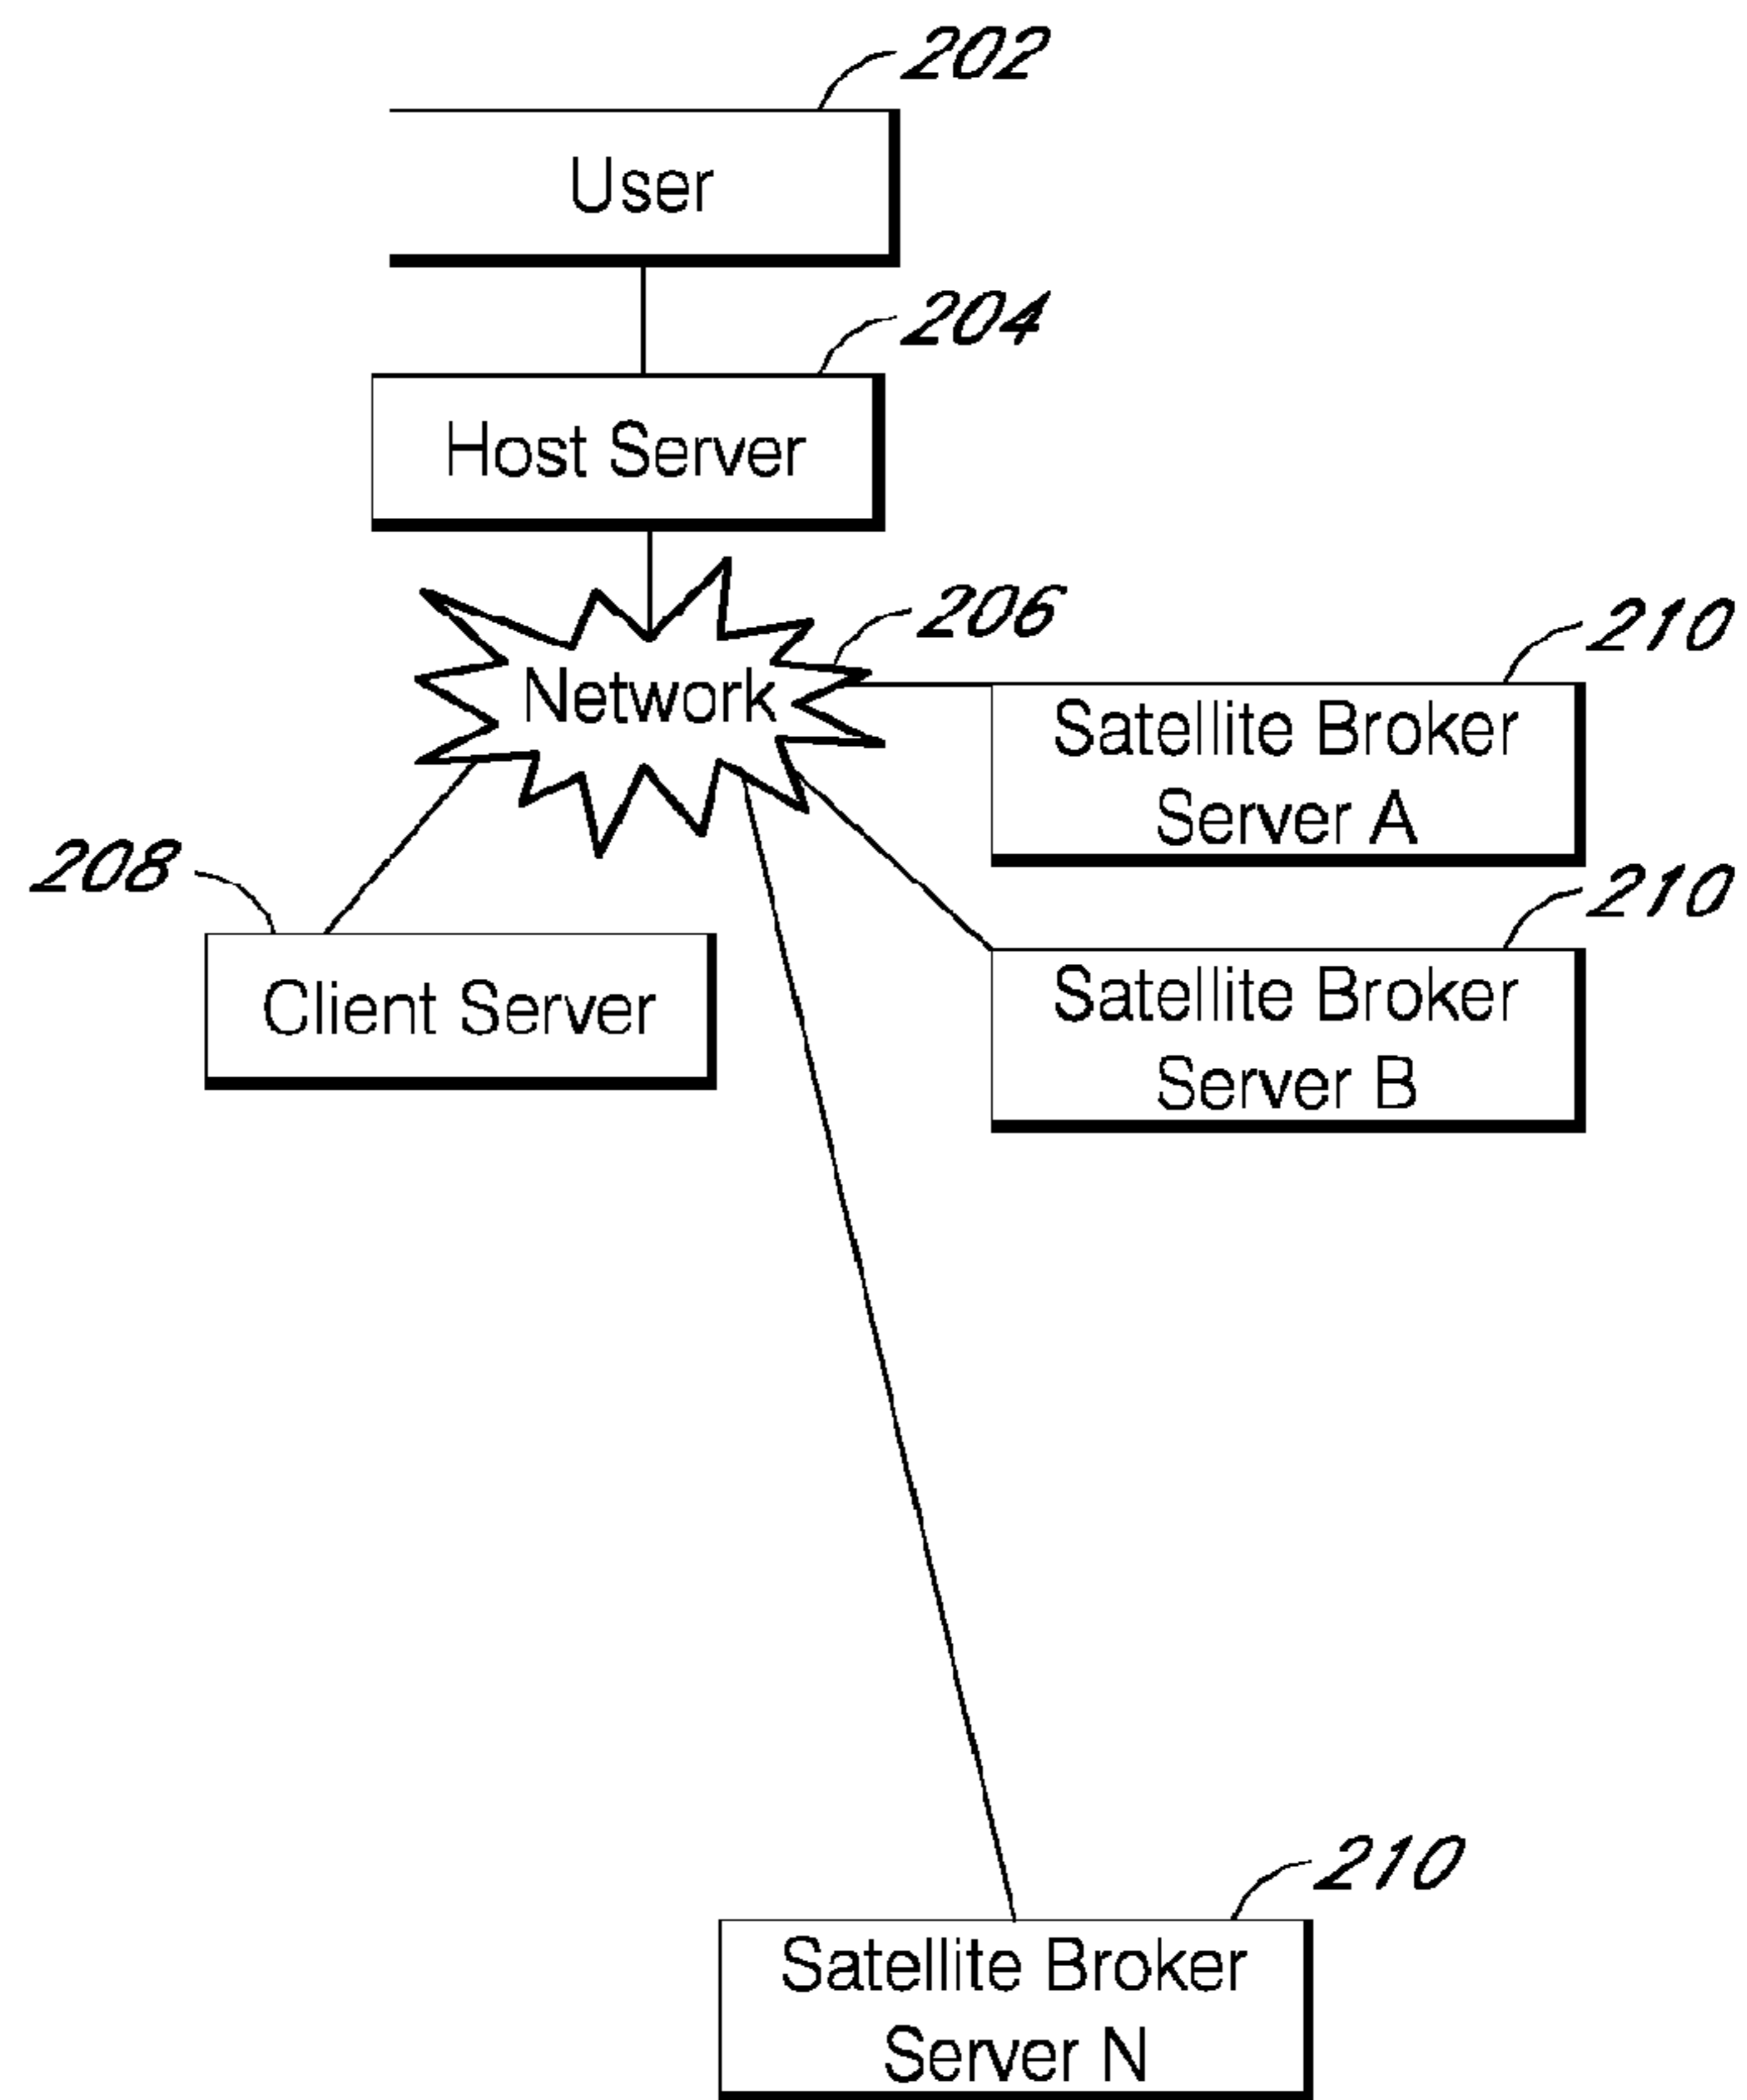 202
User
204
Host Server
206
Network
210
Satellite Broker
Server A
208
210
Client Server
Satellite Broker
Server B
210
Satellite Broker
Server N